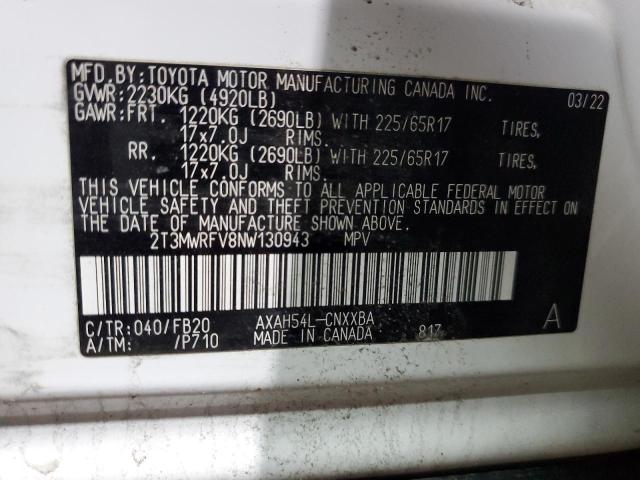 MFD.BY: TOYOTA MOTOR MANUFACTURING CANADA INC. 03/22
GVWR: 2230KG (4920LB)
GAWR: FRT. 1220KG (2690LB) WITH 225/65R17 TIRES,
17x7.0J RIMS.
RR. 1220KG (2690LB) WITH 225/65R17 TIRES,
17x7.0J RIMS.
THIS VEHICLE CONFORMS TO ALL APPLICABLE FEDERAL MOTOR
VEHICLE SAFETY AND THEFT PREVENTION STANDARDS IN EFFECT ON
THE DATE OF MANUFACTURE SHOWN ABOVE.
2T3MWRFV8NW130943 MPV
C/TR: 040/FB20 AXAH54L-CNXXBA A
A/TM: /P710 MADE IN CANADA 817